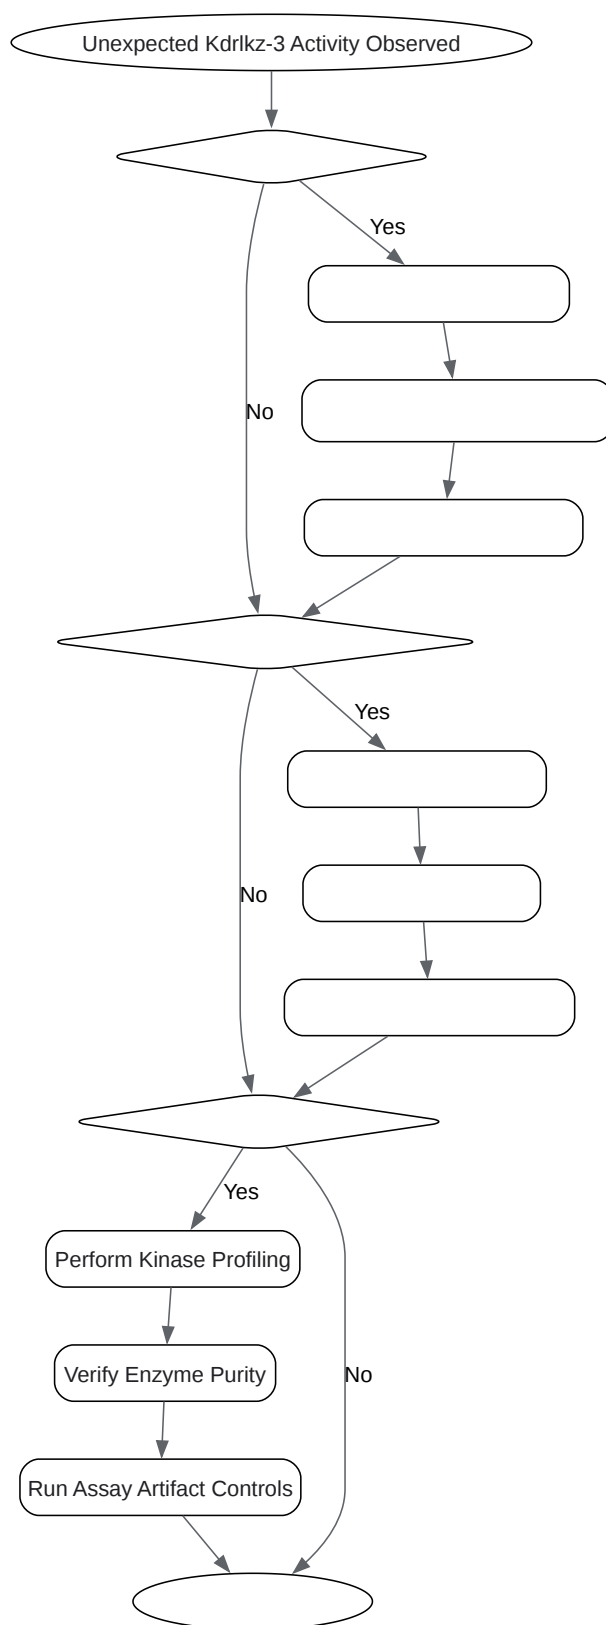 Unexpected Kdrlkz-3 Activity Observed
Yes
No
Yes
No
Yes
Perform Kinase Profiling
Verify Enzyme Purity
No
Run Assay Artifact Controls